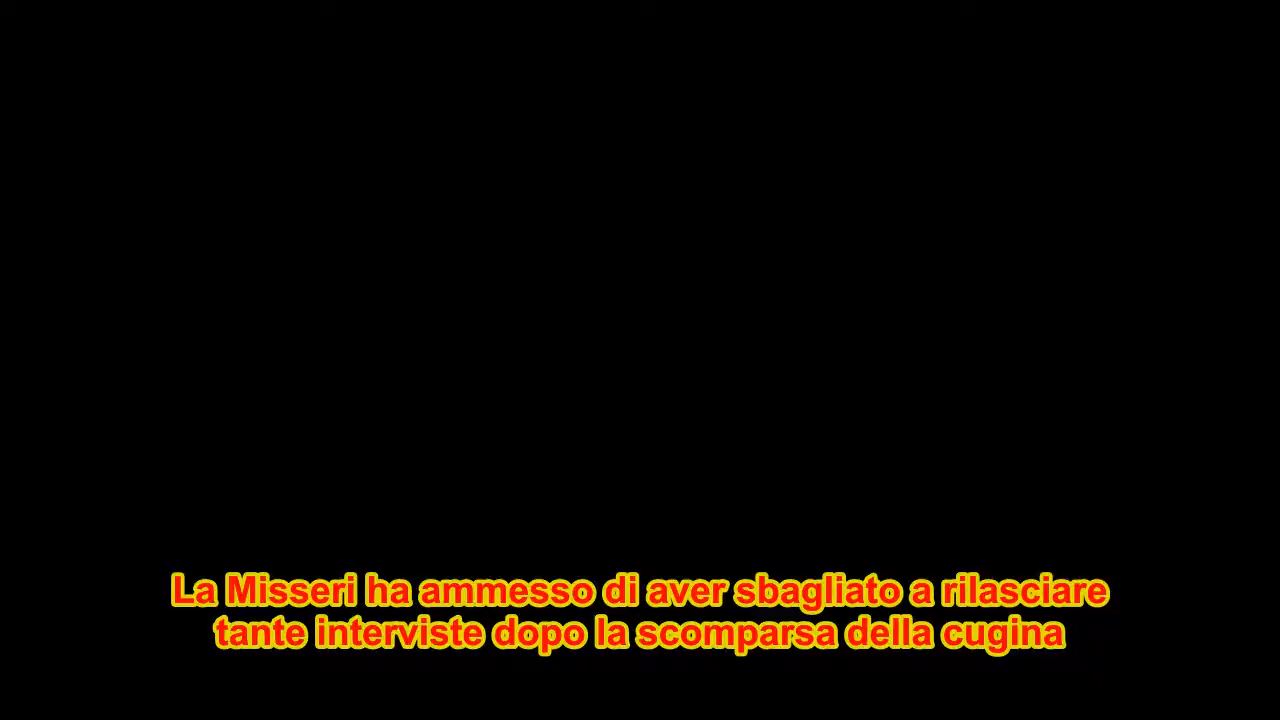 La Misseri ha ammesso di aver sbagliato a rilasciare
tante interviste dopo la scomparsa della cugina